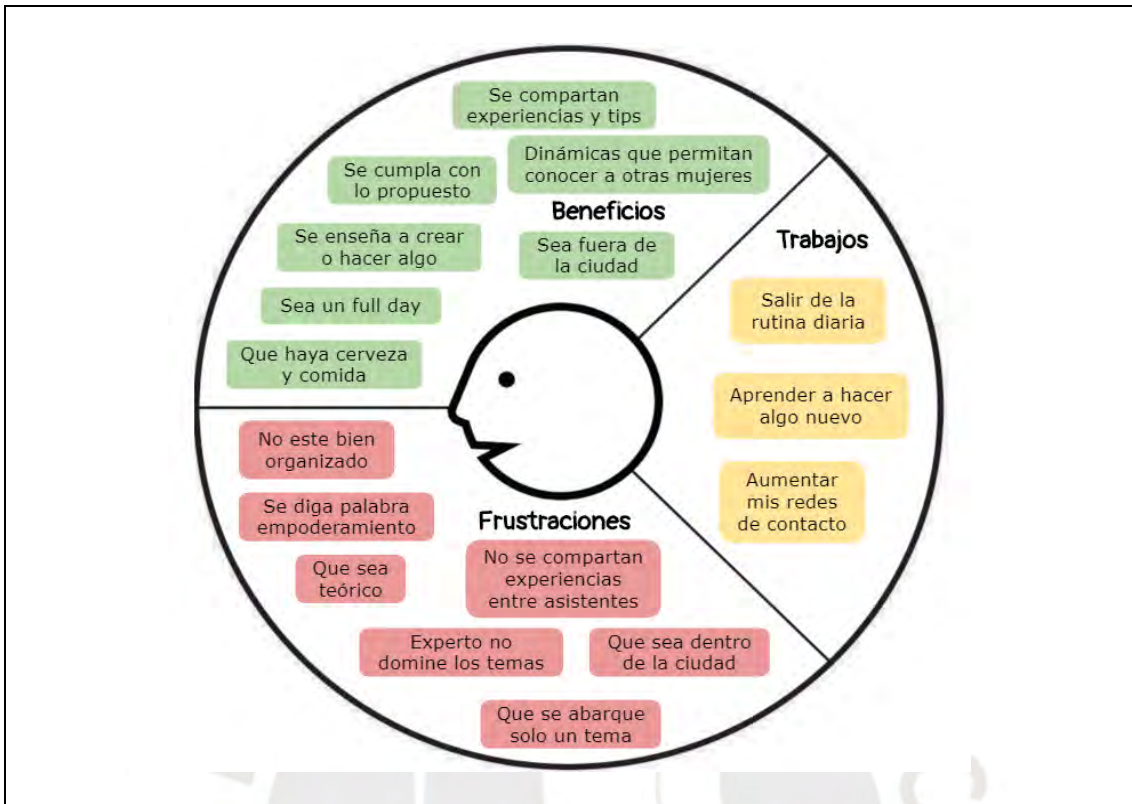 Se compartan
experiencias y tips
Dinámicas que permitan
conocer a otras mujeres
Se cumpla con
lo propuesto
Beneficios
Se enseña a crear
o hacer algo
Sea fuera de
la ciudad
Sea un full day
Que haya cerveza
y comida
Trabajos
Salir de la
rutina diaria
Aprender a hacer
algo nuevo
Aumentar
mis redes
de contacto
No este bien
organizado
Se diga palabra
empoderamiento
Frustraciones
Que sea
teórico
No se compartan
experiencias
entre asistentes
Experto no
domine los temas
Que sea dentro
de la ciudad
Que se abarque
solo un tema